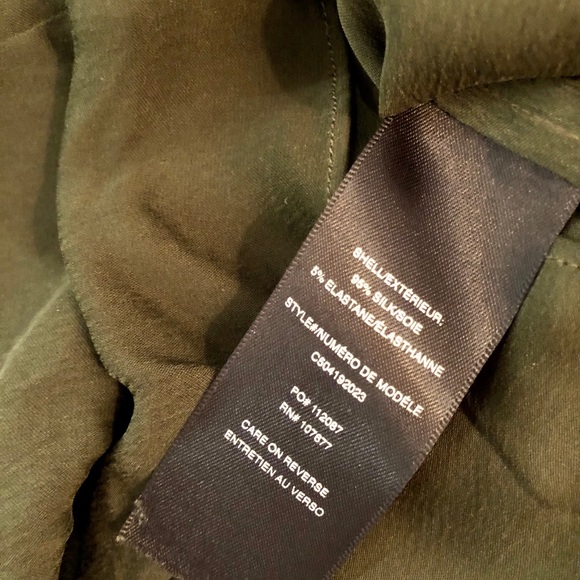 SHELL/EXTÉRIEUR:
95% SILK/SOIE
5% ELASTANE/ÉLASTHANNE
STYLE#/NUMÉRO DE MODÈLE
C504192023
PO# 112087
RN# 107677
CARE ON REVERSE
ENTRETIEN AU VERSO